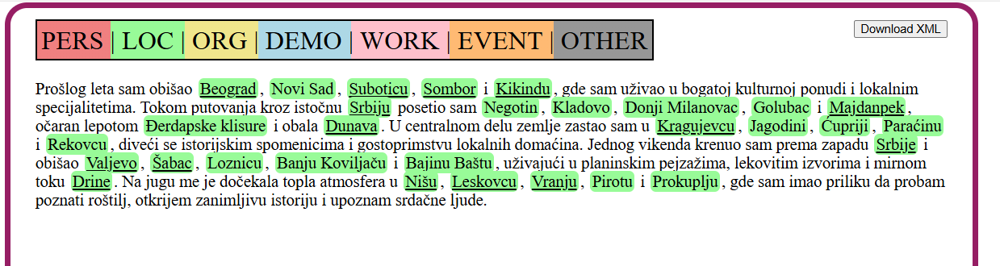 PERS | LOC | ORG | DEMO | WORK | EVENT | OTHER
Download XML
Prošlog leta sam obišao Beograd , Novi Sad , Suboticu , Sombor i Kikindu , gde sam uživao u bogatoj kulturnoj ponudi i lokalnim
specijalitetima. Tokom putovanja kroz istočnu Srbiju posetio sam Negotin , Kladovo , Donji Milanovac , Golubac i Majdanpek ,
očaran lepotom Đerdapske klisure i obala Dunava . U centralnom delu zemlje zastao sam u Kragujevcu , Jagodini , Ćupriji , Paraćinu
i Rekovcu , diveći se istorijskim spomenicima i gostoprimstvu lokalnih domaćina. Jednog vikenda krenuo sam prema zapadu Srbije i
obišao Valjevo , Šabac , Loznicu , Banju Koviljaču i Bajinu Baštu , uživajući u planinskim pejzažima, lekovitim izvorima i mirnom
toku Drine . Na jugu me je dočekala topla atmosfera u Nišu , Leskovcu , Vranju , Pirotu i Prokuplju , gde sam imao priliku da probam
poznati roštilj, otkrijem zanimljivu istoriju i upoznam srdačne ljude.